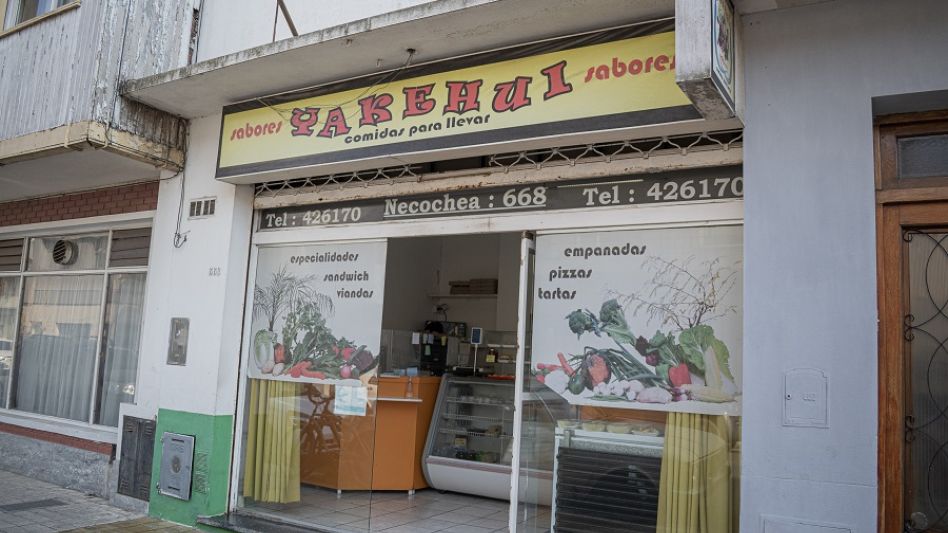 sabores YAKEHUI sabores
comidas para llevar
Tel : 426170 Necochea : 668 Tel : 426170
especialidades
sandwich
viandas
empanadas
pizzas
tartas